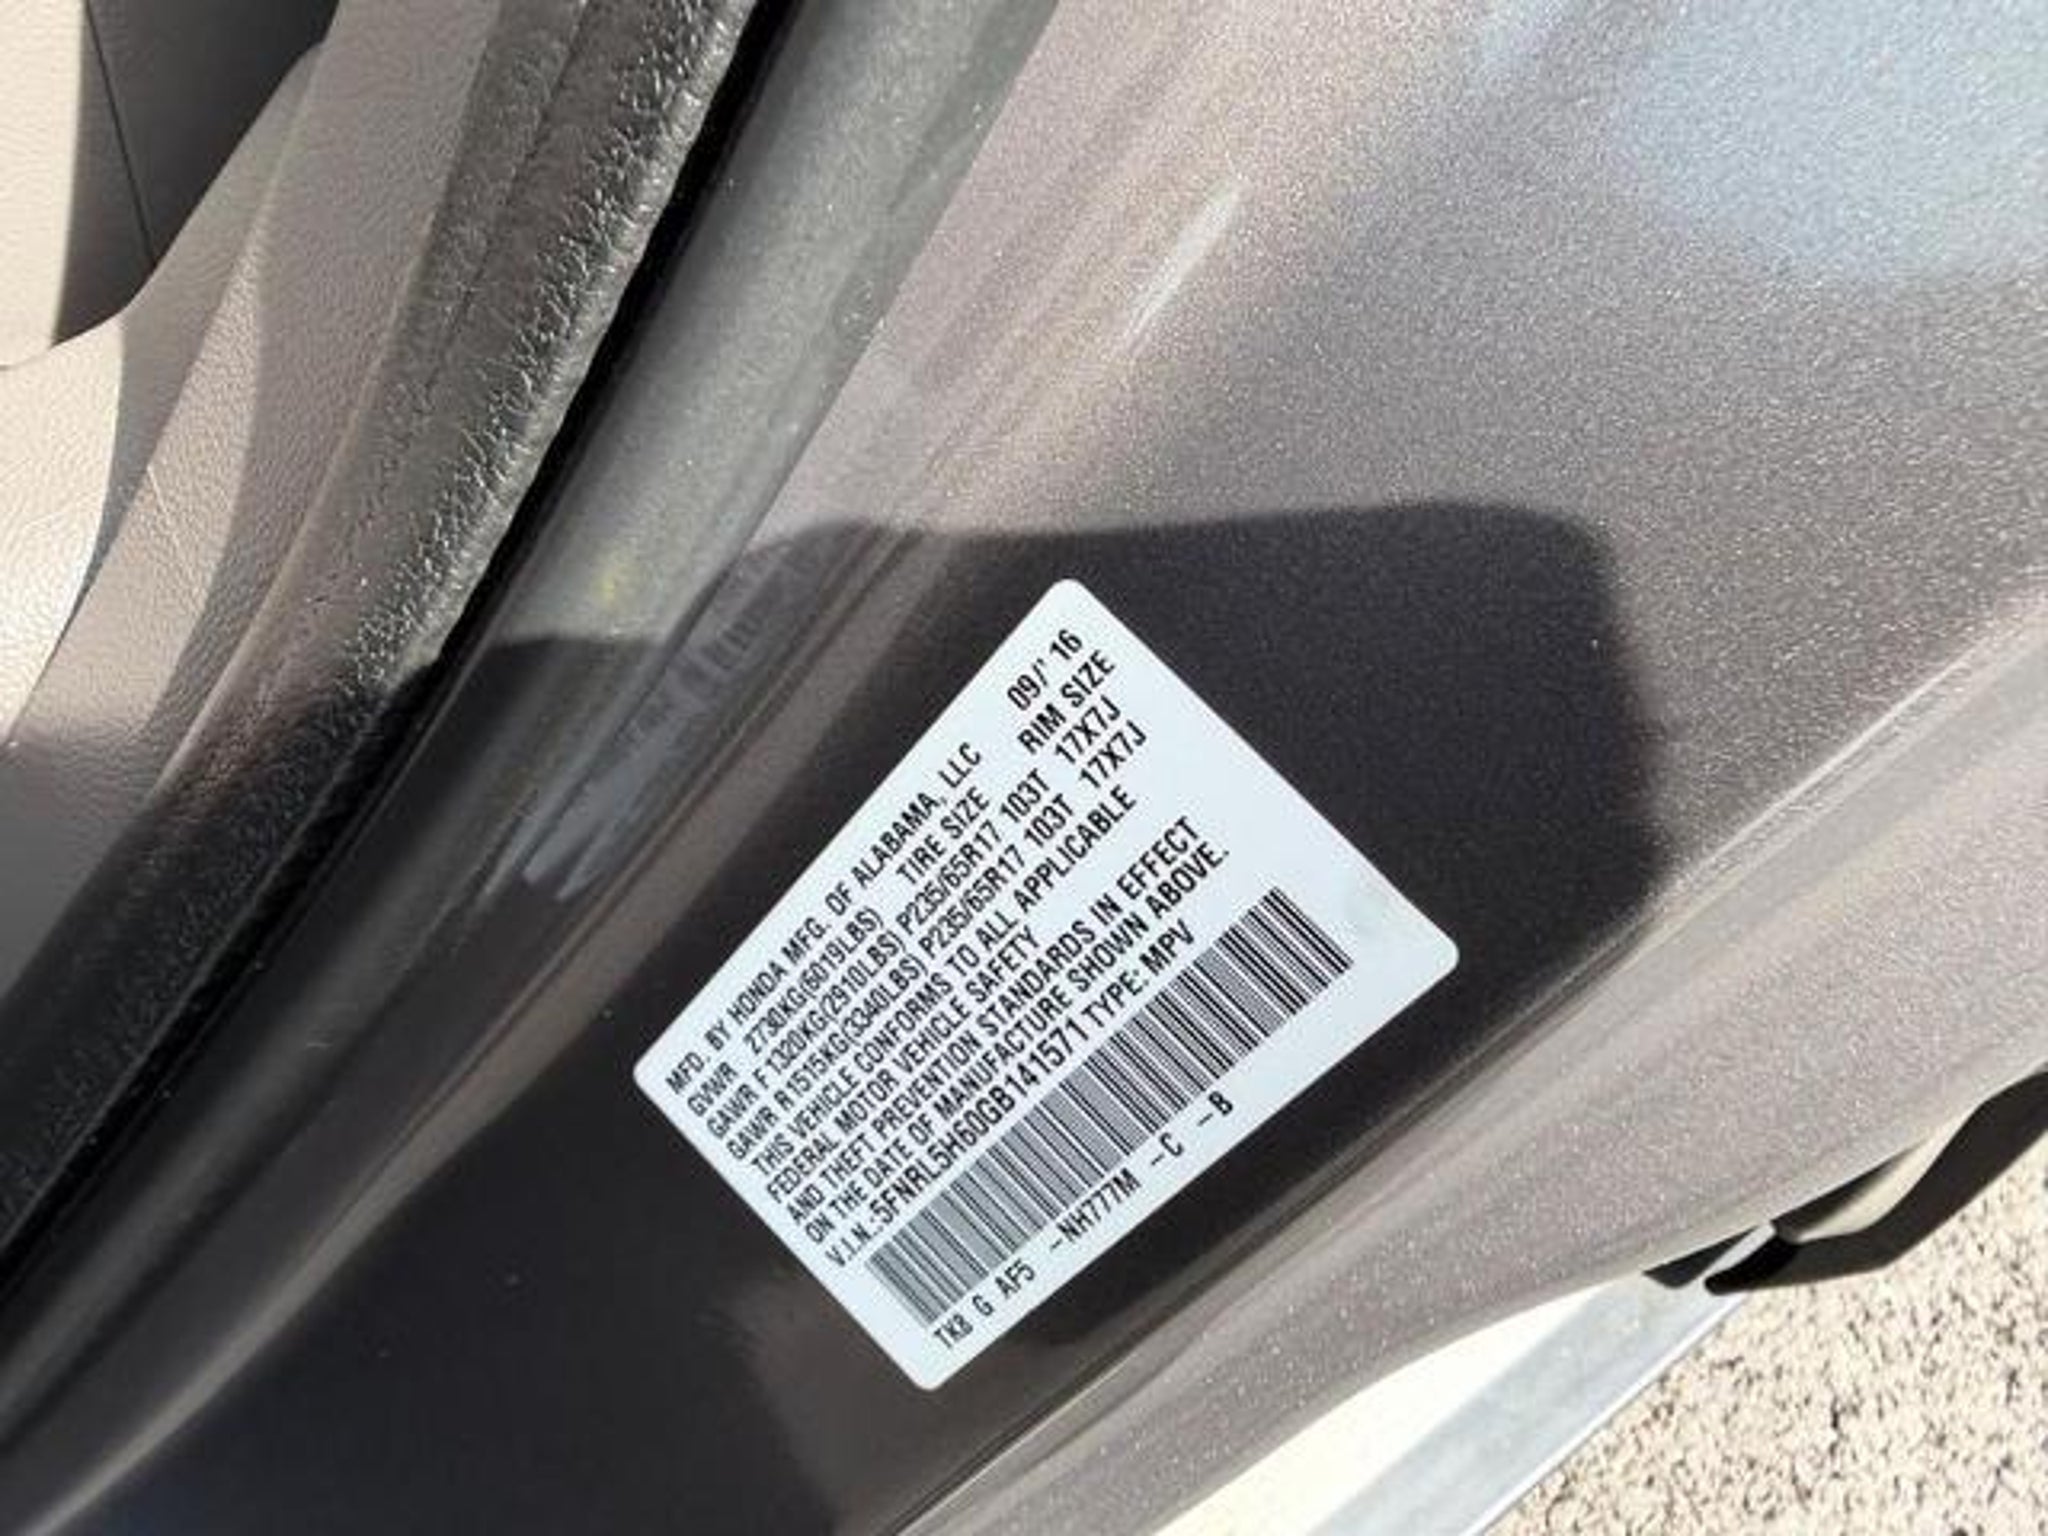 MFD. BY HONDA MFG. OF ALABAMA, LLC 09/' 16
GVWR 2730KG(6019LBS) TIRE SIZE RIM SIZE
GAWR F 1320KG(2910LBS) P235/65R17 103T 17X7J
GAWR R1515KG(3340LBS) P235/65R17 103T 17X7J
THIS VEHICLE CONFORMS TO ALL APPLICABLE
FEDERAL MOTOR VEHICLE SAFETY
AND THEFT PREVENTION STANDARDS IN EFFECT
ON THE DATE OF MANUFACTURE SHOWN ABOVE.
V.I.N.:5FNRL5H60GB141571 TYPE: MPV
TK8 G AF5 -NH777M -C -B